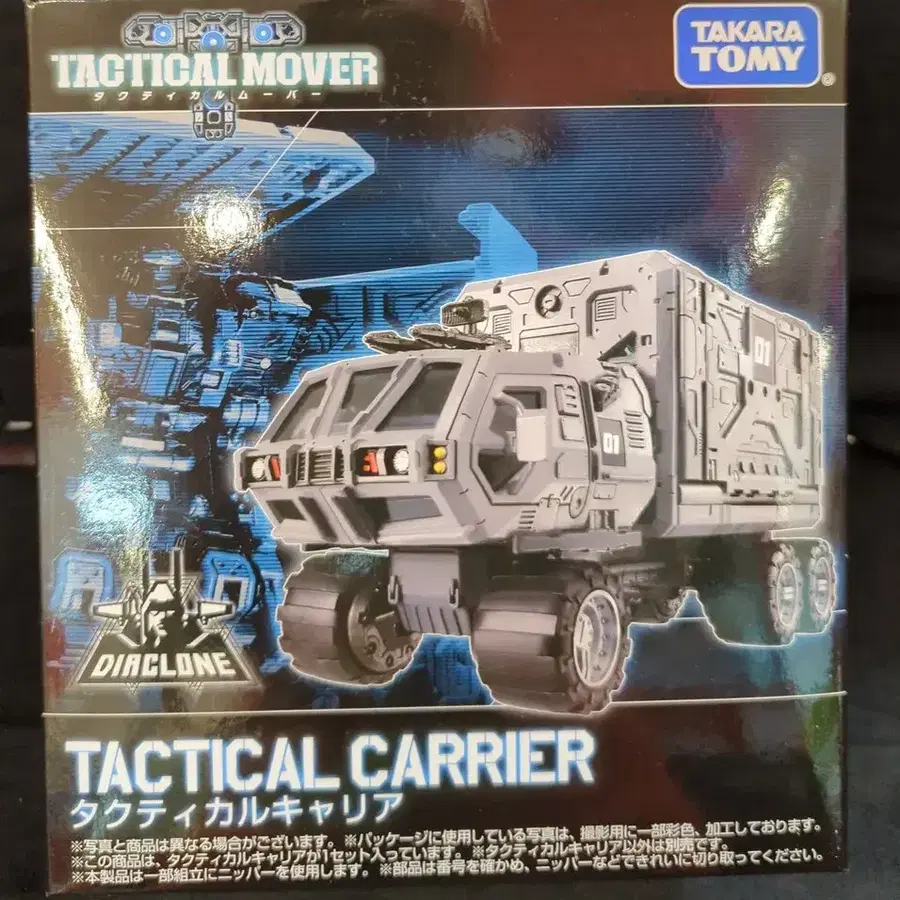 TACTICAL MOVER
タクティカルムーバー
TAKARA
TOMY
01
01
DIACLONE
TACTICAL CARRIER
タクティカルキャリア
※写真と商品は異なる場合がございます。※パッケージに使用している写真は、撮影用に一部彩色、加工しております。
※この商品は、タクティカルキャリアが1セット入っています。※タクティカルキャリア以外は別売です。
※本製品は一部組立にニッパーを使用します。※部品は番号を確かめ、ニッパーなどできれいに切り取ってください。